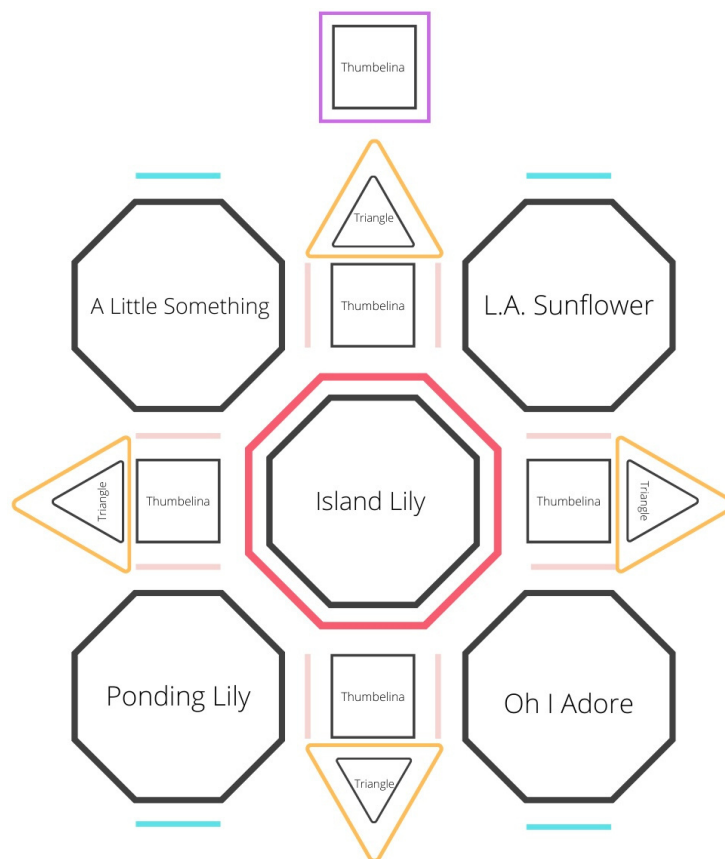 Thumbelina
Triangle
A Little Something
Thumbelina
L.A. Sunflower
Triangle
Thumbelina
Island Lily
Thumbelina
Triangle
Ponding Lily
Thumbelina
Oh I Adore
Triangle